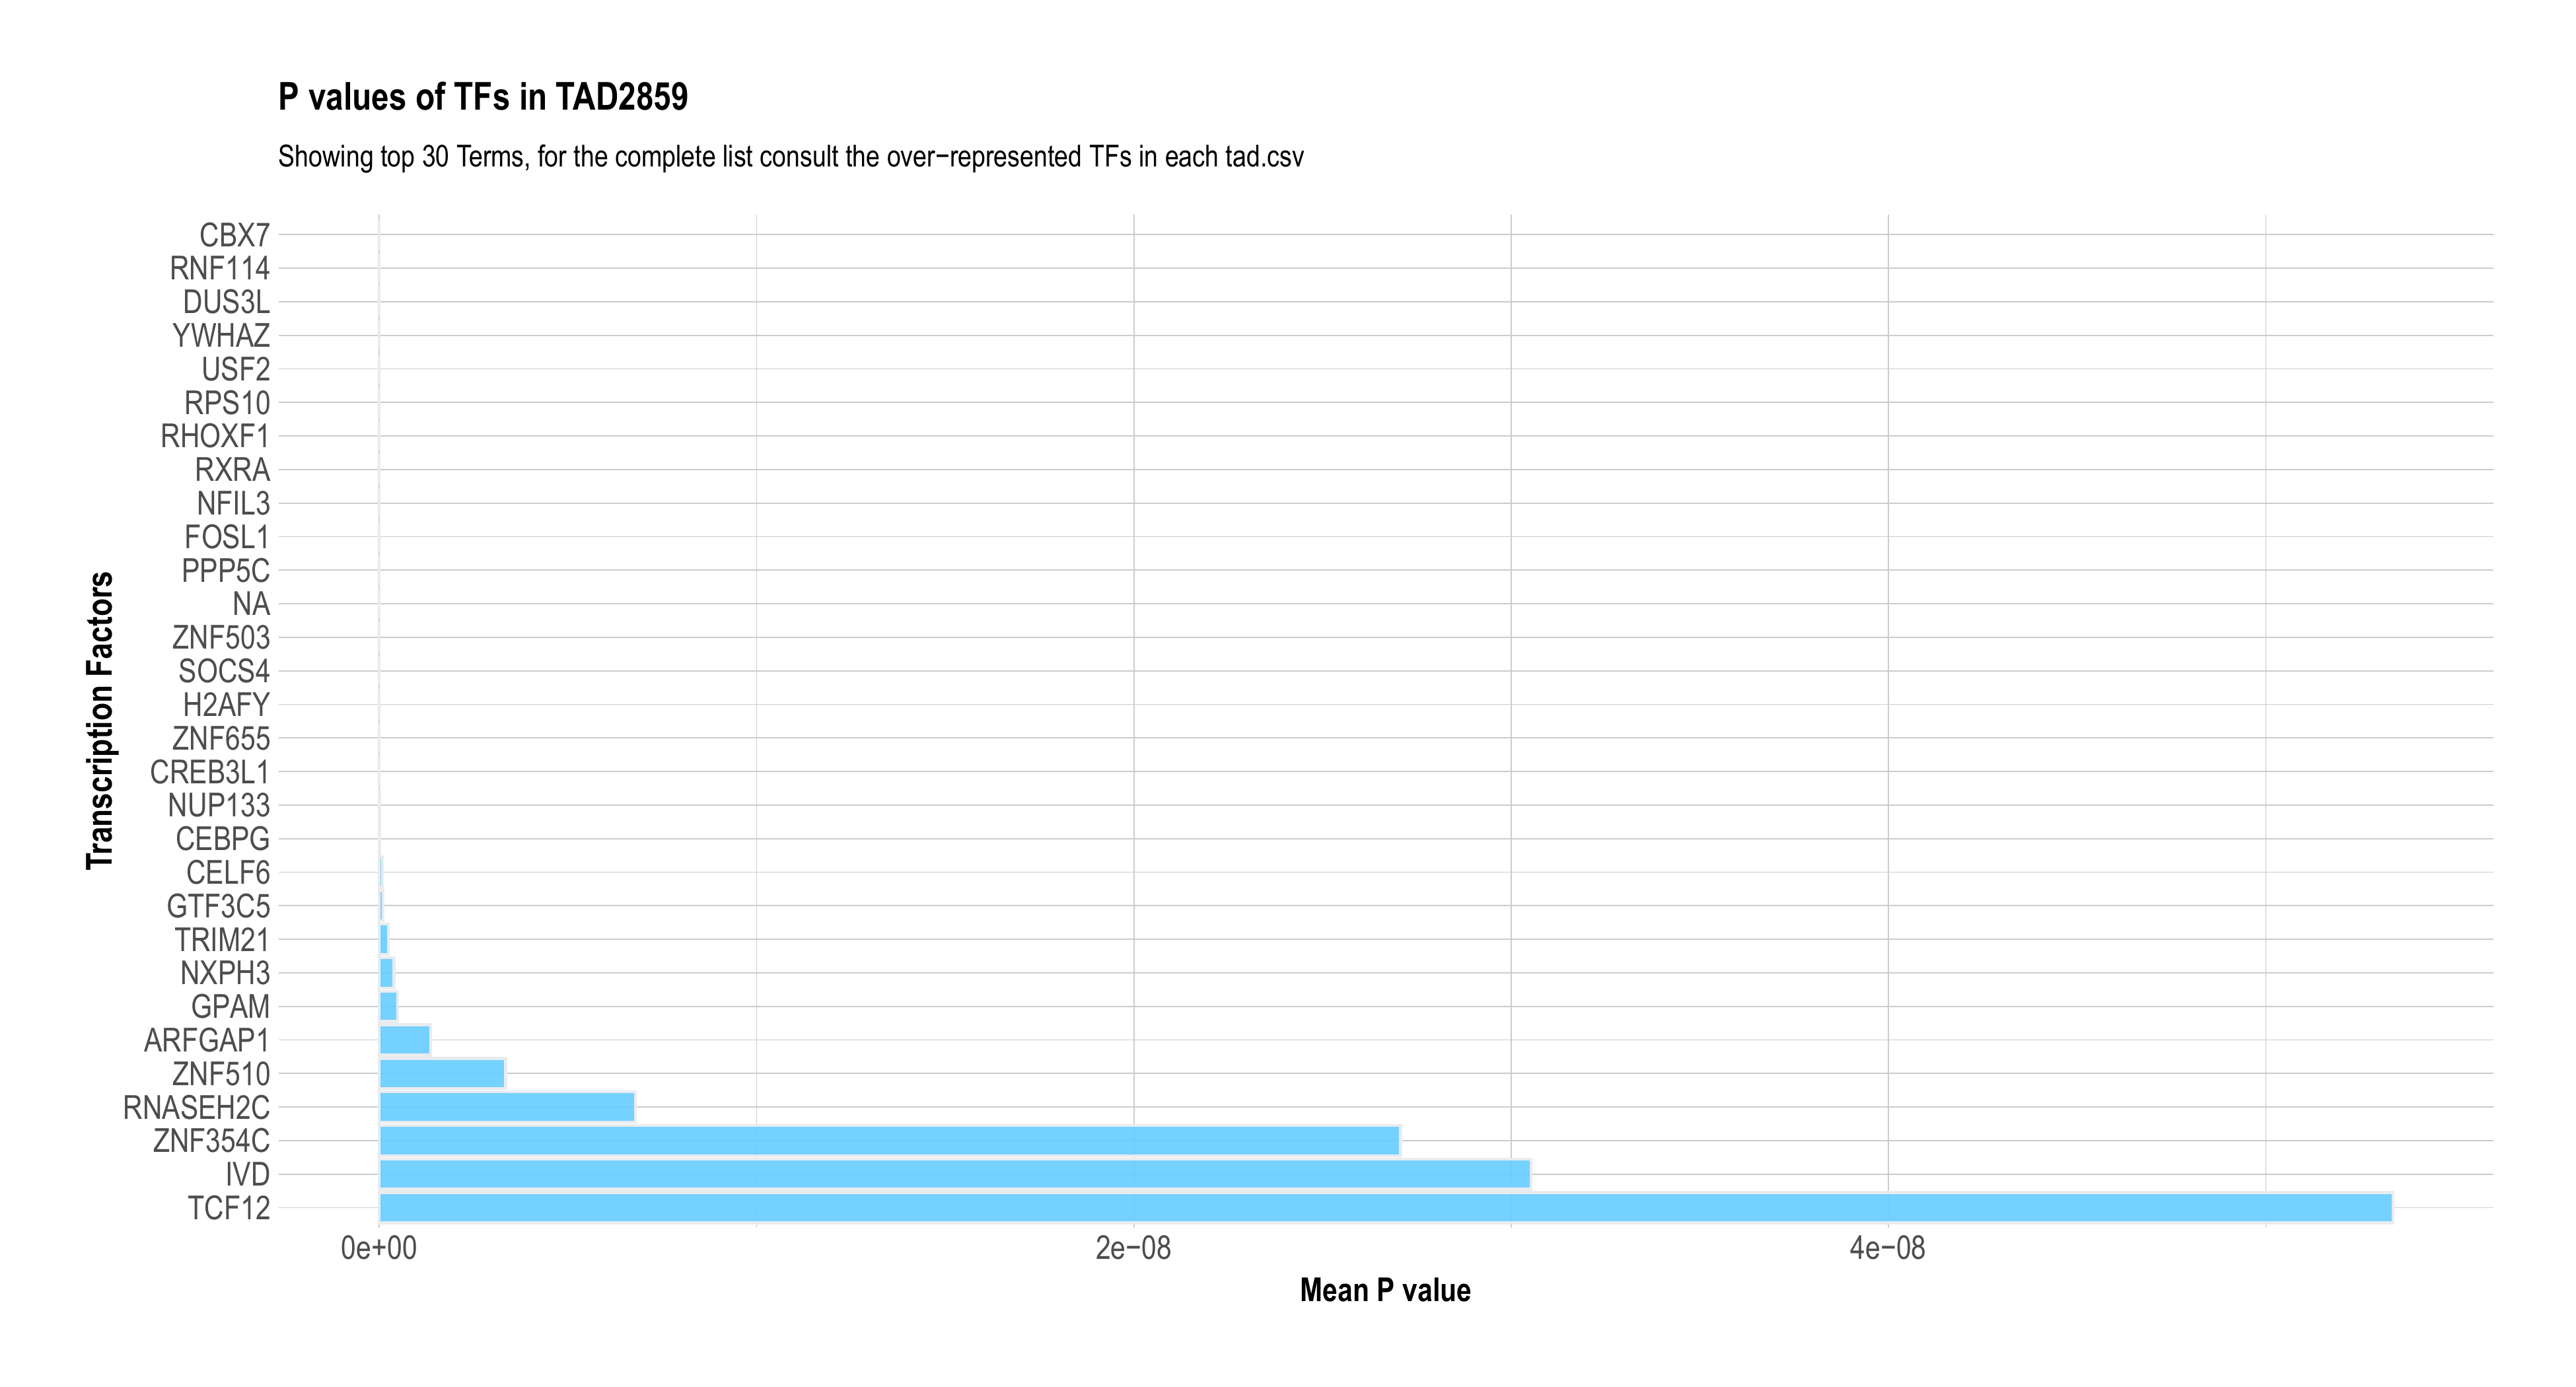 P values of TFs in TAD2859
Showing top 30 Terms, for the complete list consult the over−represented TFs in each tad.csv
Transcription Factors
CBX7
RNF114
DUS3L
YWHAZ
USF2
RPS10
RHOXF1
RXRA
NFIL3
FOSL1
PPP5C
NA
ZNF503
SOCS4
H2AFY
ZNF655
CREB3L1
NUP133
CEBPG
CELF6
GTF3C5
TRIM21
NXPH3
GPAM
ARFGAP1
ZNF510
RNASEH2C
ZNF354C
IVD
TCF12
0e+00 2e−08 4e−08
Mean P value